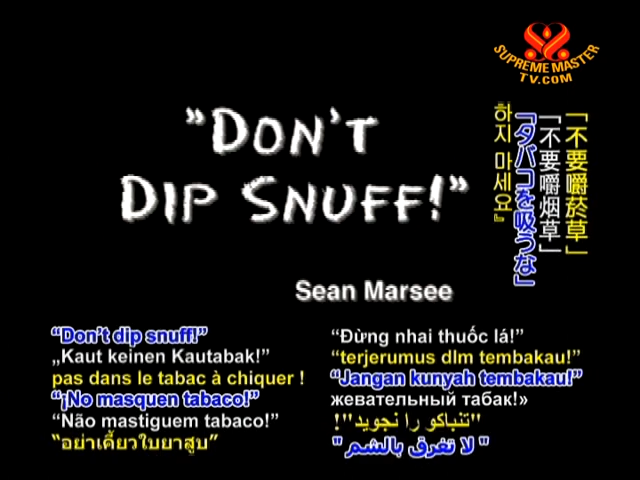 SUPREME MASTER
TV.COM
"DON'T
DIP SNUFF!"
Sean Marsee
「不要嚼菸草」
「不要嚼烟草」
『タバコを吸うな』
하지 마세요』
“Don't dip snuff!”
„Kaut keinen Kautabak!”
pas dans le tabac à chiquer !
“¡No masquen tabaco!”
“Não mastiguem tabaco!”
“อย่าเคี้ยวใบยาสูบ”
“Đừng nhai thuốc lá!”
“terjerumus dlm tembakau!”
“Jangan kunyah tembakau!”
жевательный табак!»
"تنباکو را نجوید"!
" لا تغرق بالشم "